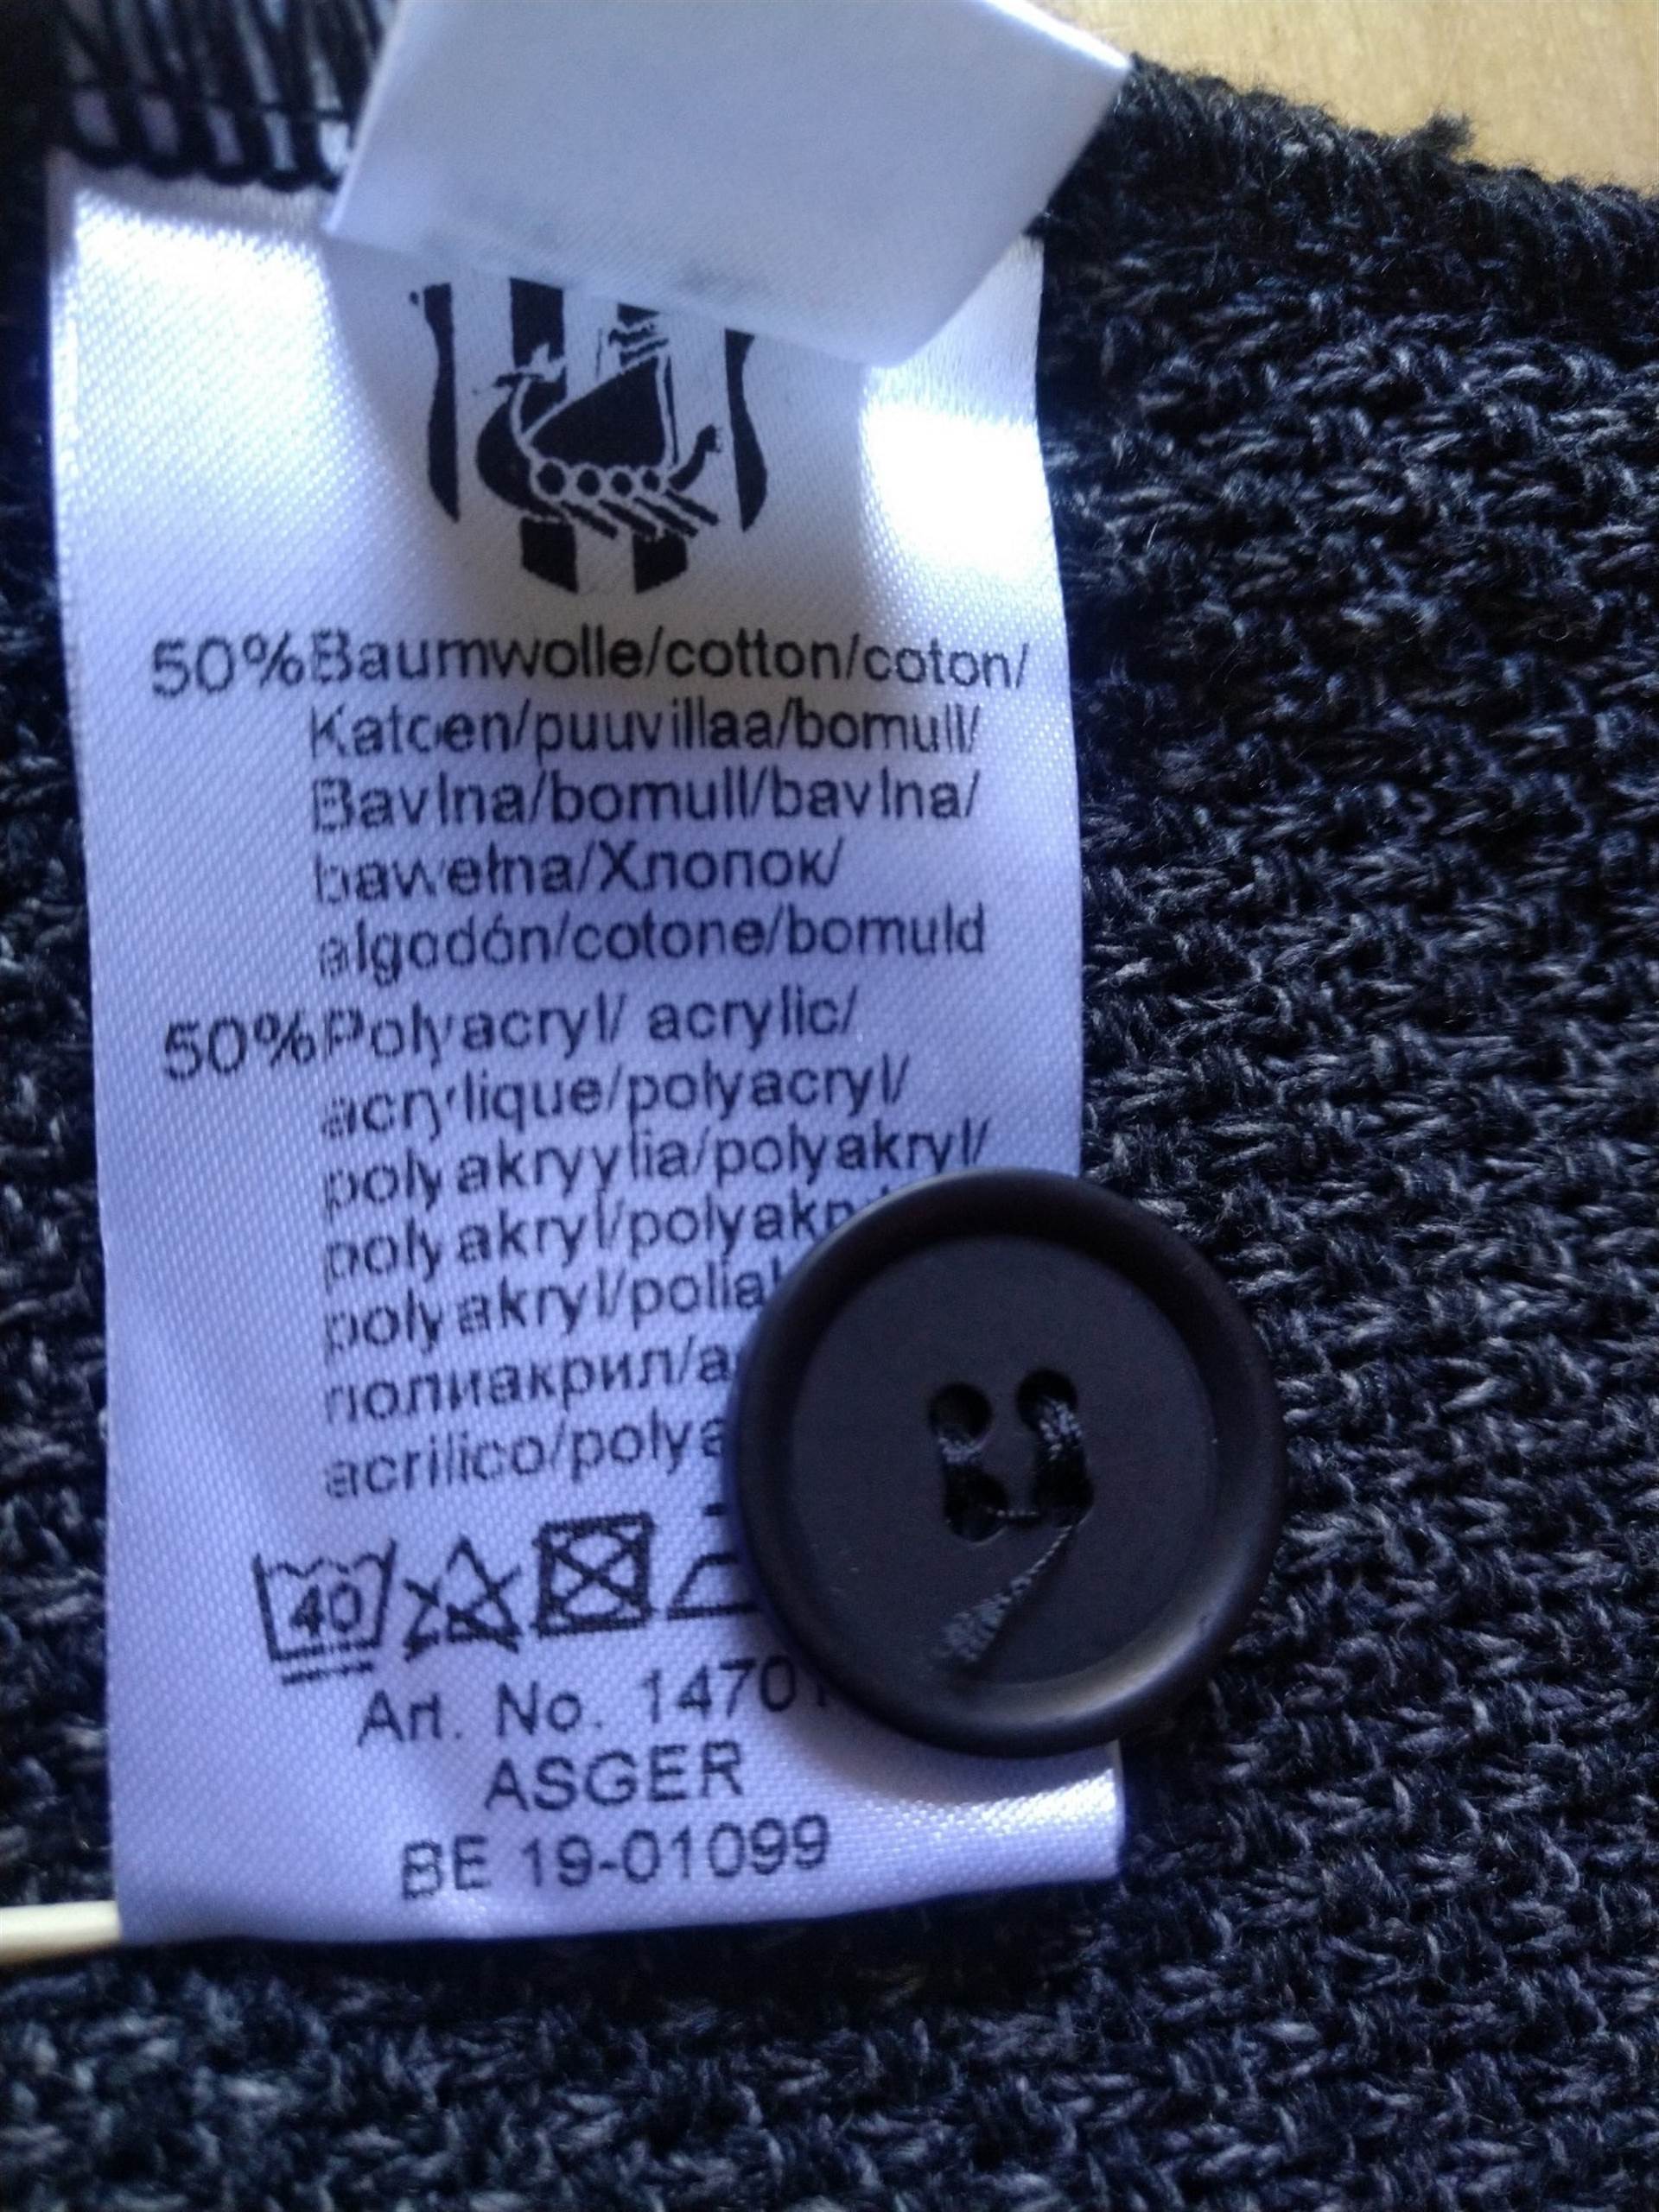 50% Baumwolle/cotton/coton/
Katoen/puuvillaa/bomull/
Bavlna/bomull/bavlna/
bawełna/Хлопок/
algodón/cotone/bomuld
50% Polyacryl/ acrylic/
acrylique/polyacryl/
polyakryylia/polyakryl/
polyakryl/
polyakryl/
полиакрил/
acrilico/
40
Art. No.
ASGER
BE 19-01099